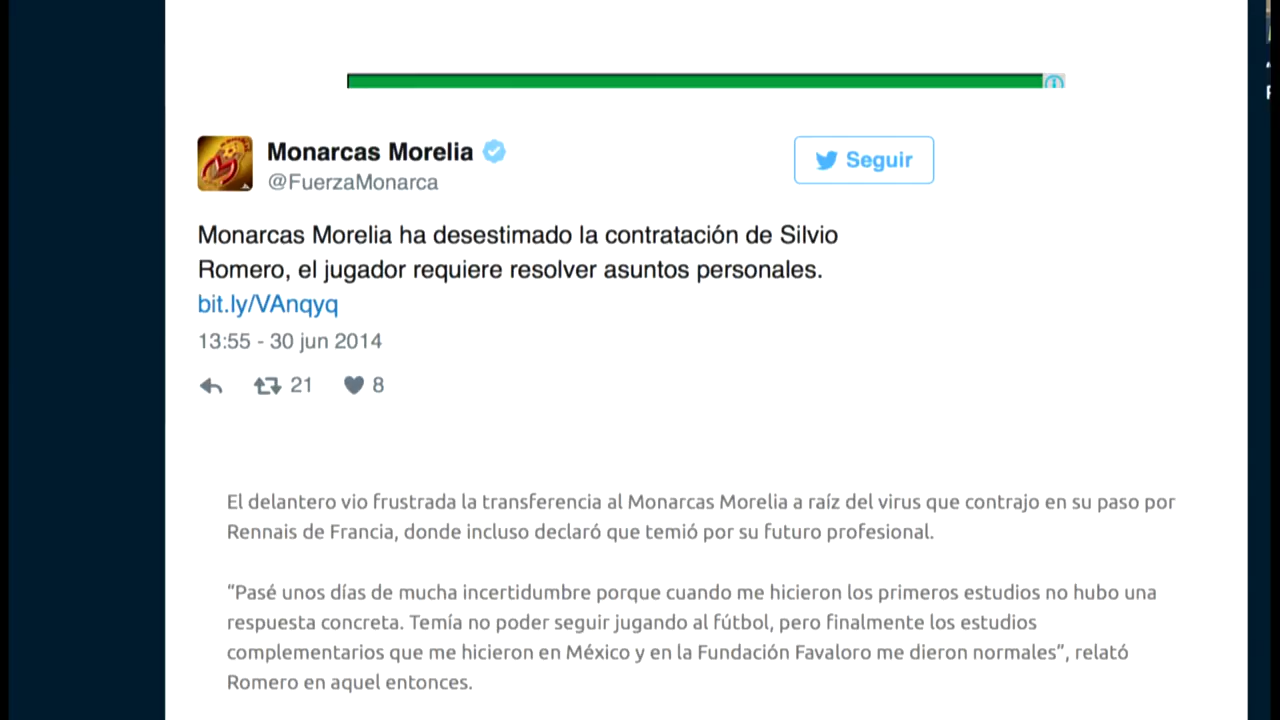 Monarcas Morelia
@FuerzaMonarca
Seguir
Monarcas Morelia ha desestimado la contratación de Silvio
Romero, el jugador requiere resolver asuntos personales.
bit.ly/VAnqyq
13:55 - 30 jun 2014
21 8
El delantero vio frustrada la transferencia al Monarcas Morelia a raíz del virus que contrajo en su paso por
Rennais de Francia, donde incluso declaró que temió por su futuro profesional.
“Pasé unos días de mucha incertidumbre porque cuando me hicieron los primeros estudios no hubo una
respuesta concreta. Temía no poder seguir jugando al fútbol, pero finalmente los estudios
complementarios que me hicieron en México y en la Fundación Favaloro me dieron normales”, relató
Romero en aquel entonces.